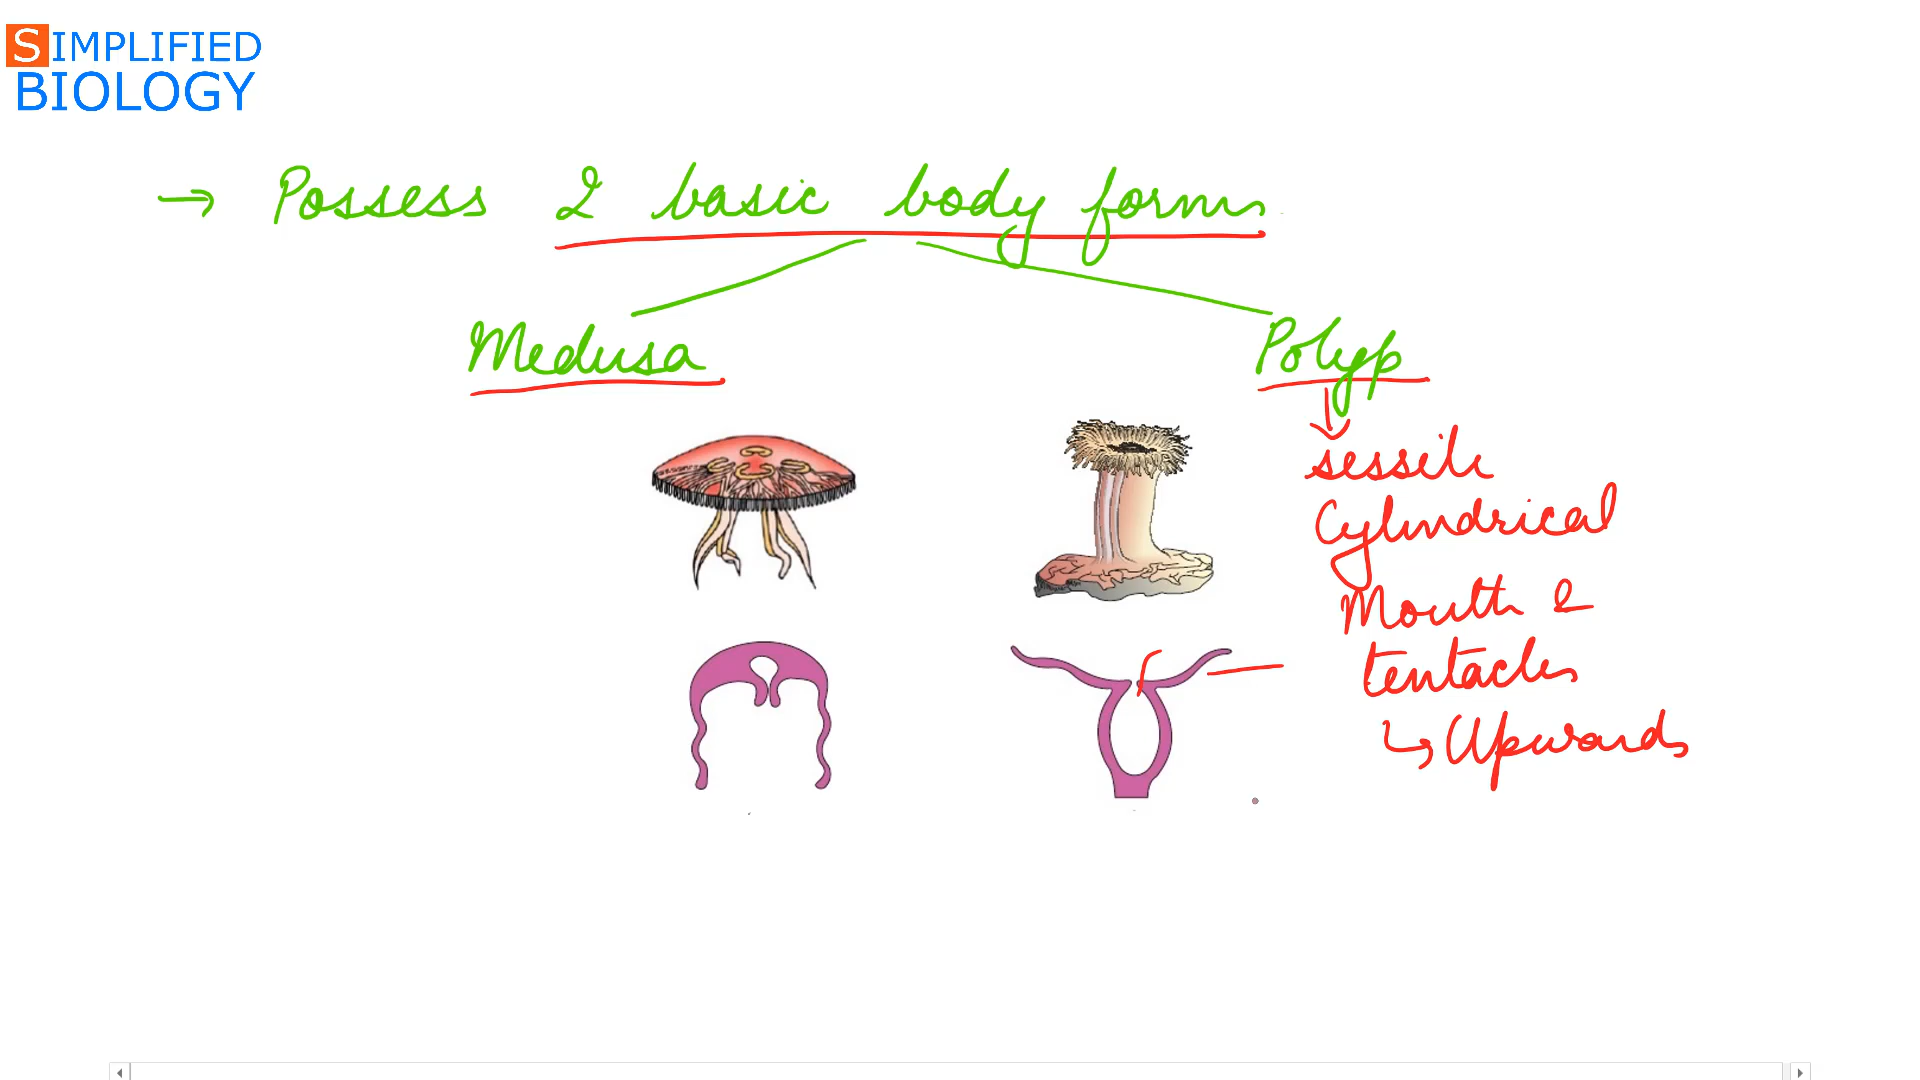 SIMPLIFIED
BIOLOGY
→ Possess 2 basic body forms
Medusa
Polyp
sessile
Cylindrical
Mouth &
tentacles
↳ Upwards